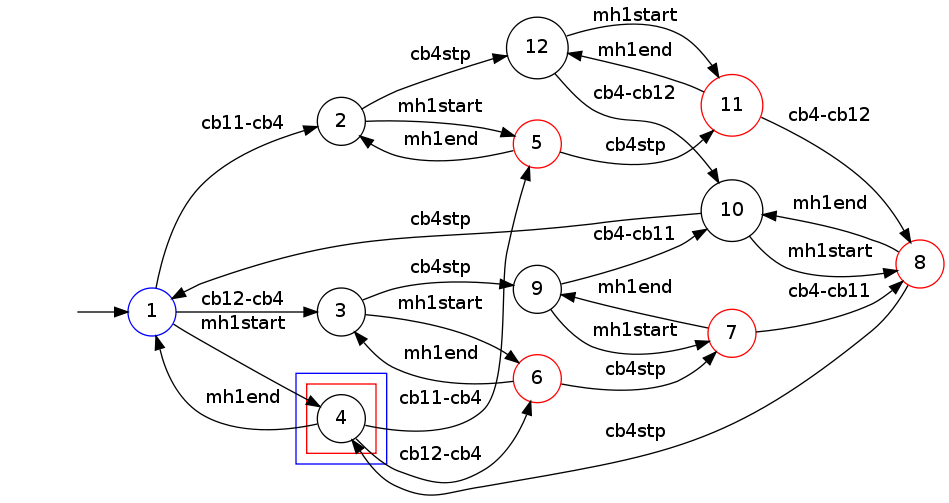 mh1start
12
cb4stp
mh1end
cb4-cb12
11
mh1start
cb4-cb12
cb11-cb4
2
mh1end
5
cb4stp
mh1end
10
cb4stp
cb4-cb11
mh1start
8
cb4stp
9
mh1end
cb4-cb11
cb12-cb4
mh1start
1
3
mh1start
mh1start
7
mh1end
6
cb4stp
mh1end
cb11-cb4
4
cb12-cb4
cb4stp